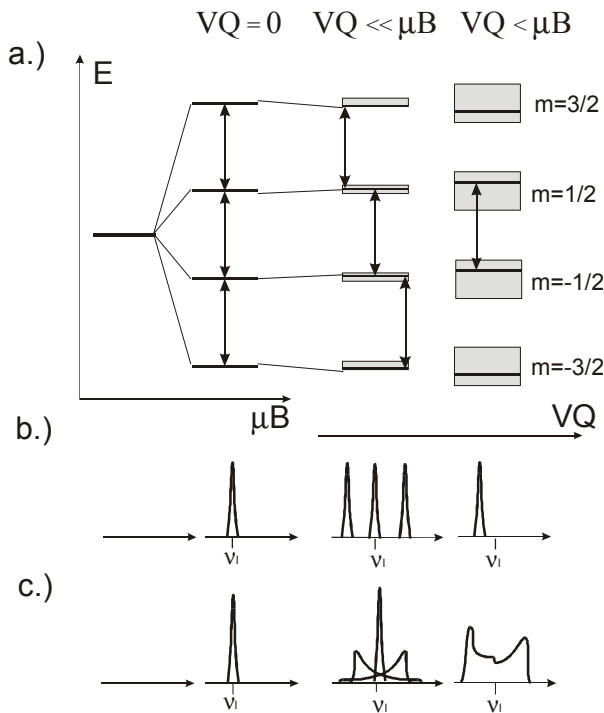 VQ = 0 VQ << μB VQ < μB
a.)
E
m=3/2
m=1/2
m=-1/2
m=-3/2
μB VQ
b.)
νI νI νI
c.)
νI νI νI